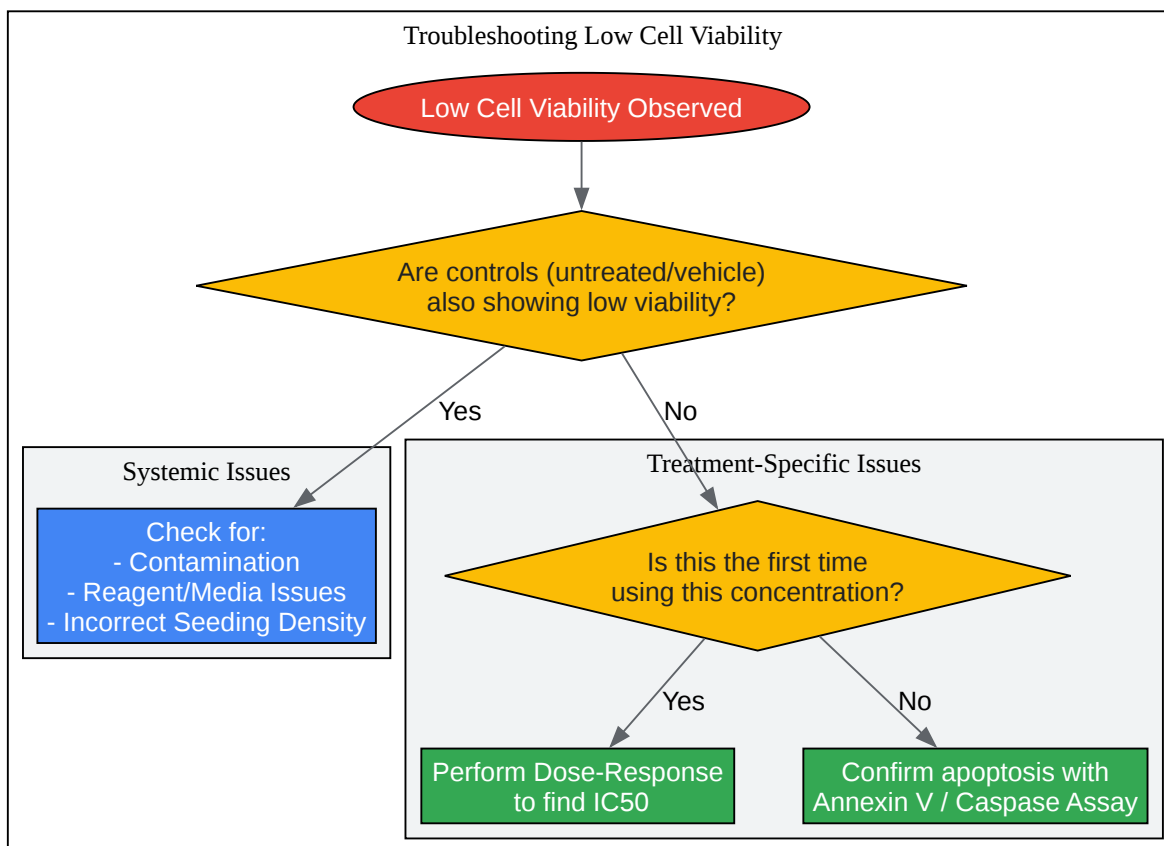 Troubleshooting Low Cell Viability
Low Cell Viability Observed
Are controls (untreated/vehicle)
also showing low viability?
Yes
No
Systemic Issues
Check for:
- Contamination
- Reagent/Media Issues
- Incorrect Seeding Density
Treatment-Specific Issues
Is this the first time
using this concentration?
Yes
No
Perform Dose-Response
to find IC50
Confirm apoptosis with
Annexin V / Caspase Assay